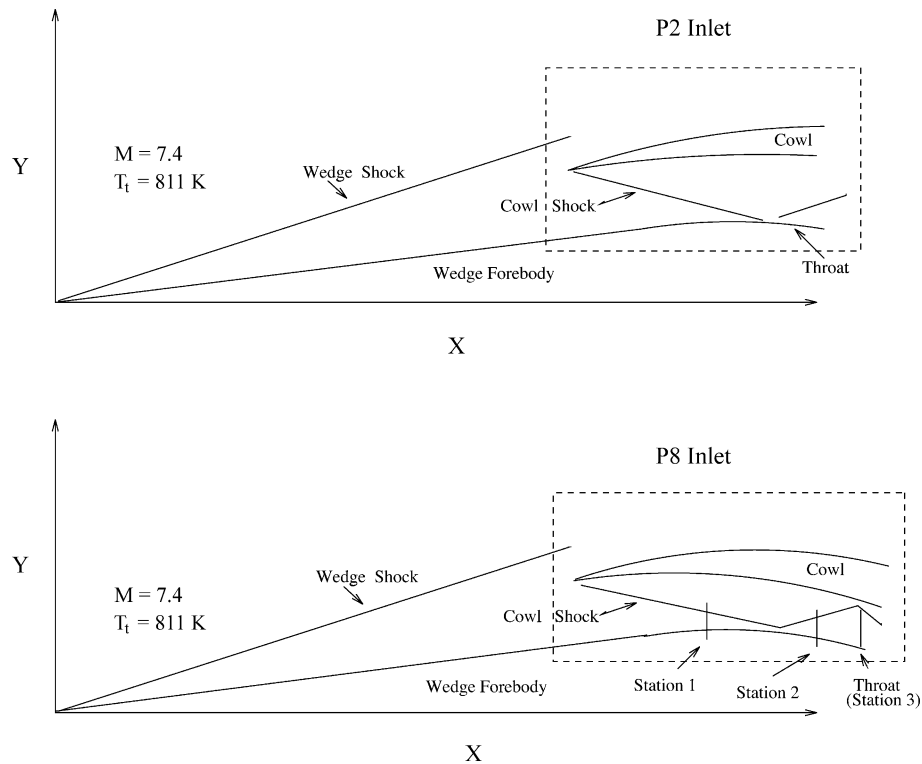 P2 Inlet
M = 7.4
T_t = 811 K
Y
Wedge Shock
Cowl
Cowl Shock
Wedge Forebody
Throat
X
P8 Inlet
Y
M = 7.4
T_t = 811 K
Wedge Shock
Cowl
Cowl Shock
Wedge Forebody
Station 1
Station 2
Throat
(Station 3)
X